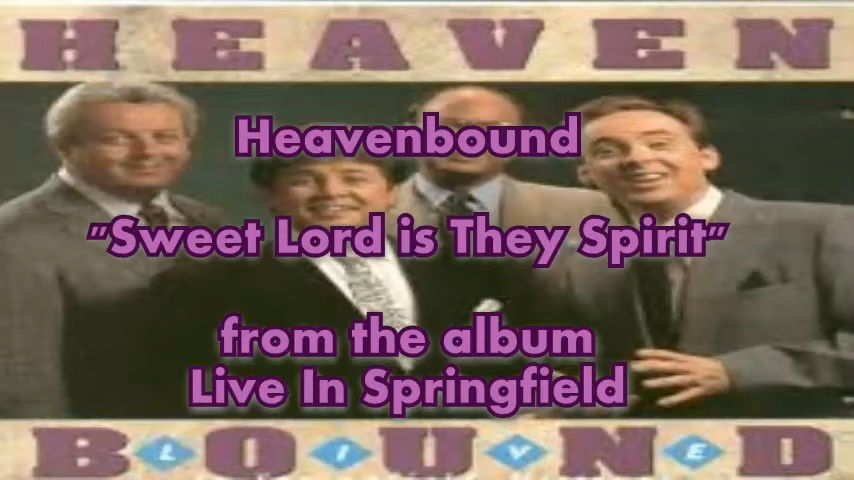 HEAVEN
Heavenbound
"Sweet Lord is They Spirit"
from the album
Live In Springfield
BOUND
LIVE